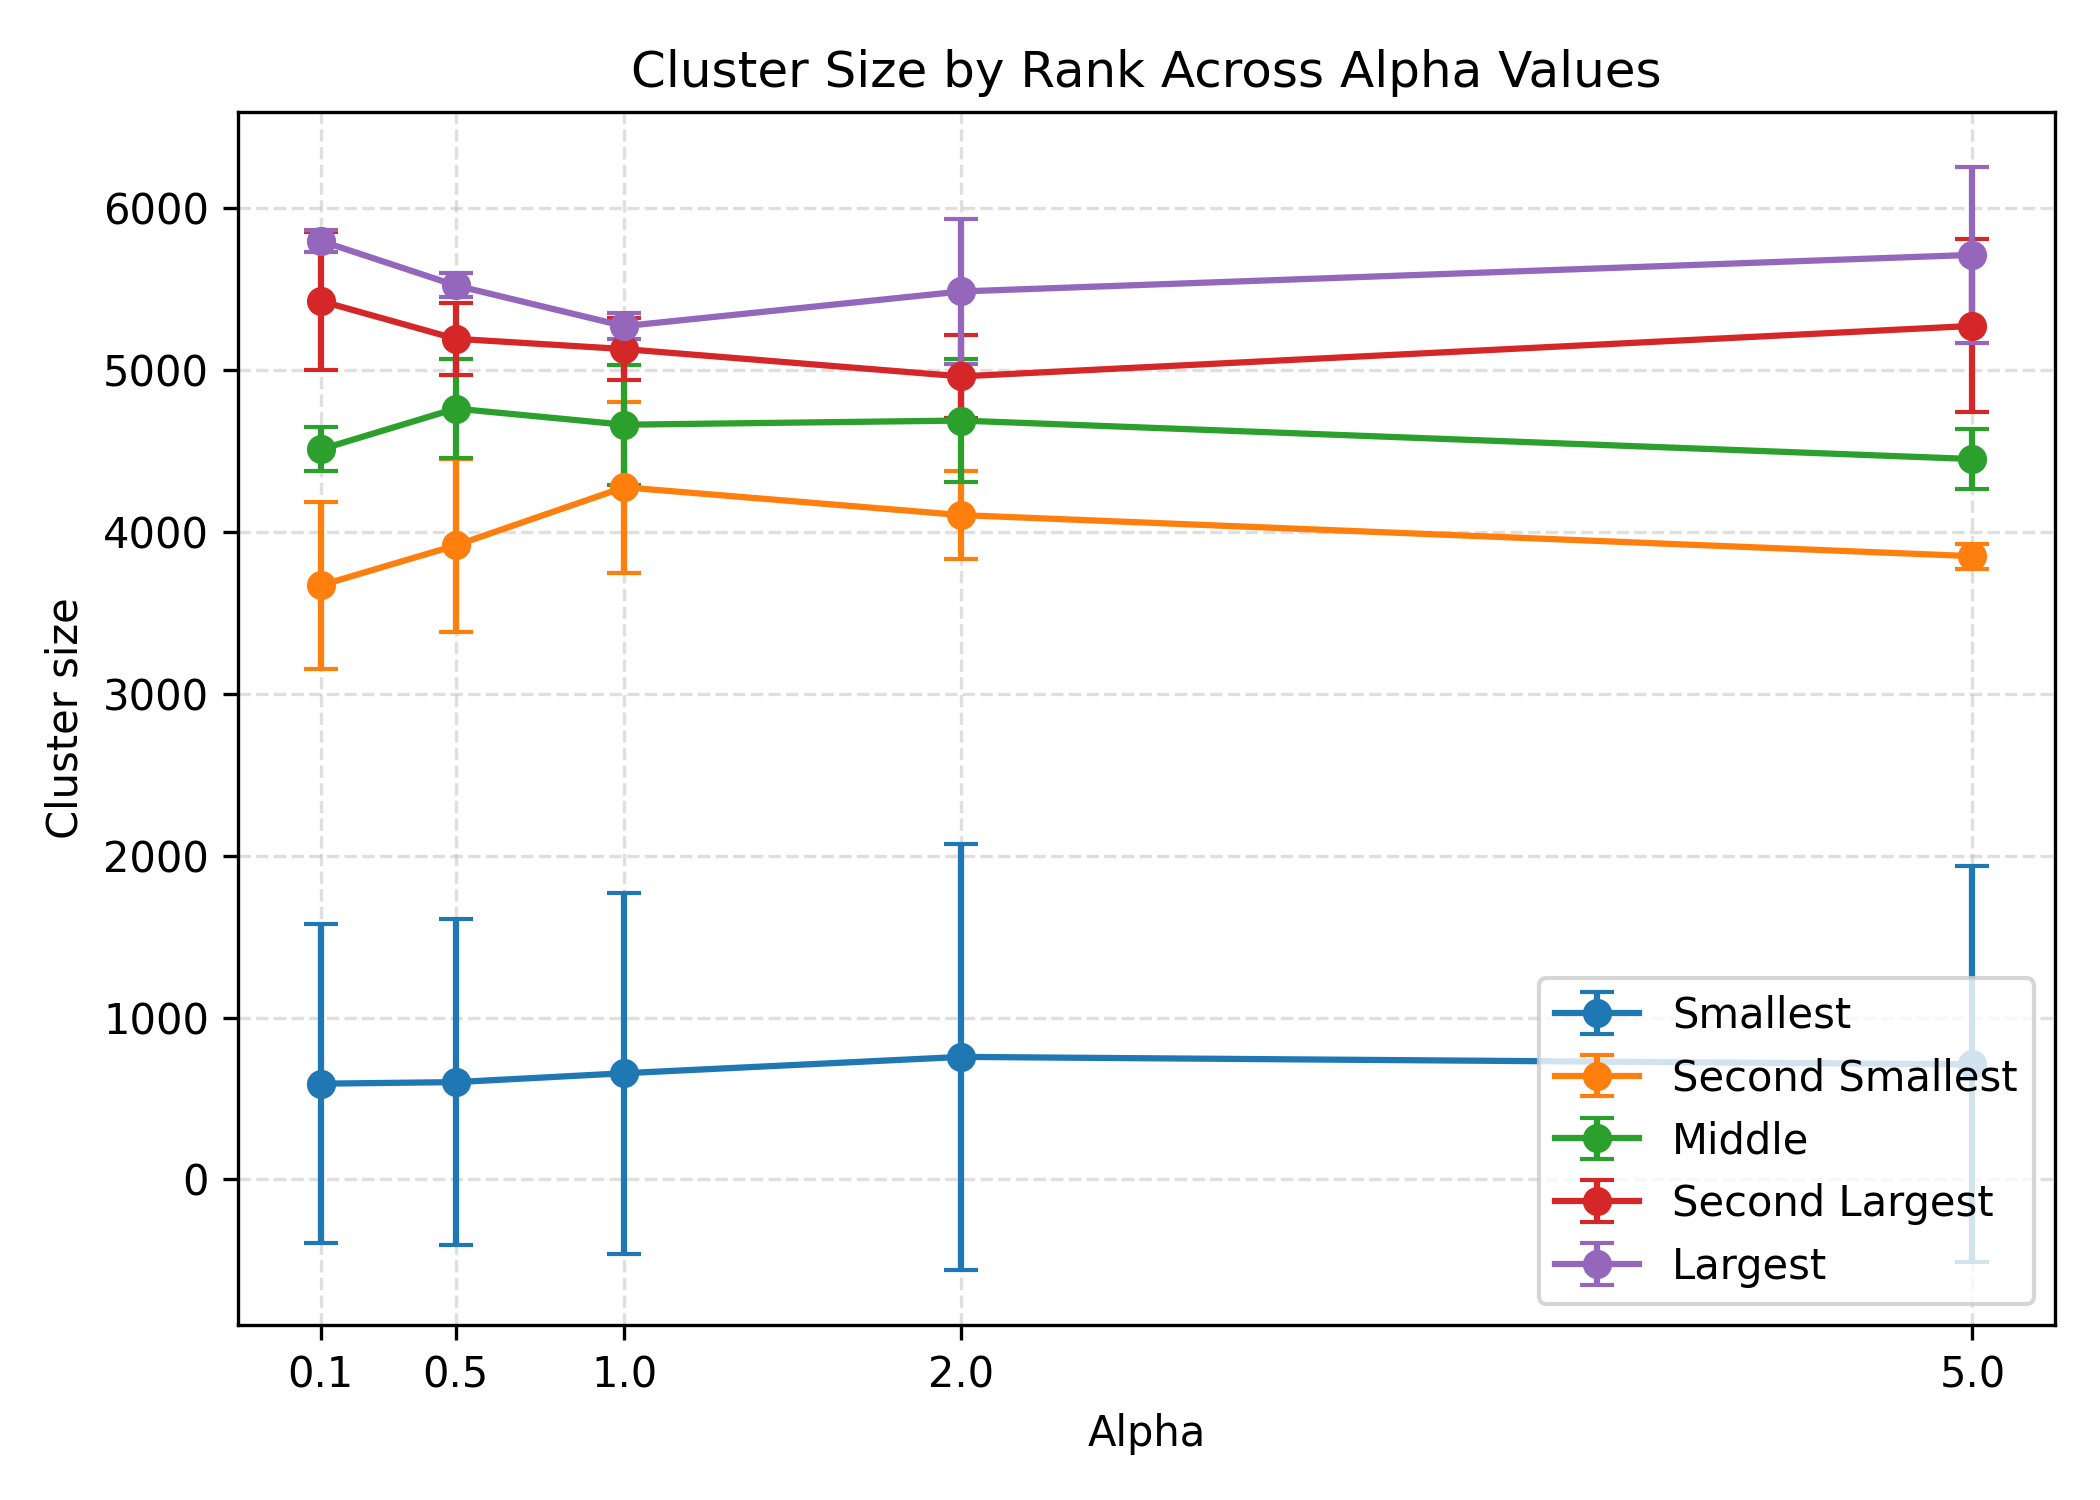 Cluster Size by Rank Across Alpha Values
Cluster size
6000
5000
4000
3000
2000
1000
0
0.1
0.5
1.0
2.0
5.0
Alpha
Smallest
Second Smallest
Middle
Second Largest
Largest